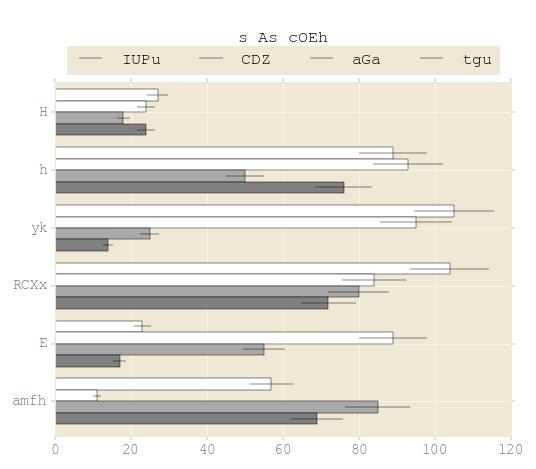 s As cOEh
IUPu CDZ aGa tgu
H
h
yk
RCXx
E
amfh
0 20 40 60 80 100 120